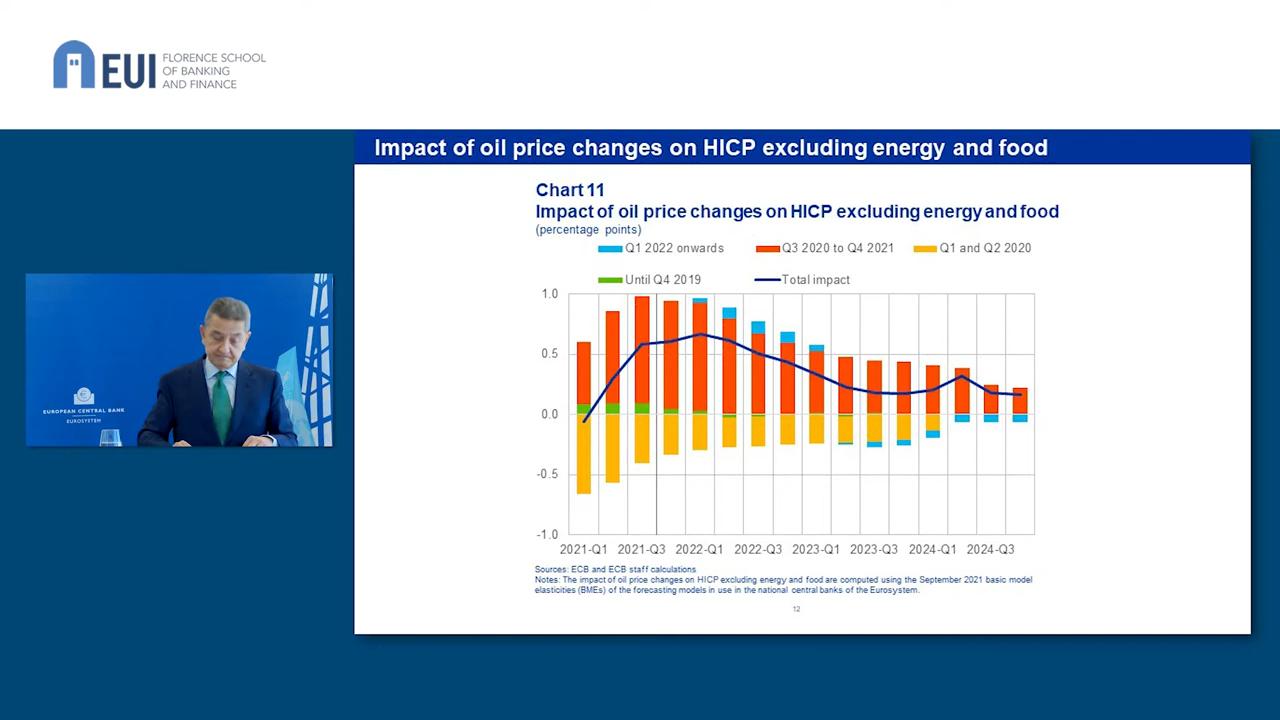 EUI
FLORENCE SCHOOL
OF BANKING
AND FINANCE
Impact of oil price changes on HICP excluding energy and food
Chart 11
Impact of oil price changes on HICP excluding energy and food
(percentage points)
Q1 2022 onwards
Q3 2020 to Q4 2021
Q1 and Q2 2020
Until Q4 2019
Total impact
1.0
0.5
0.0
-0.5
-1.0
2021-Q1 2021-Q3 2022-Q1 2022-Q3 2023-Q1 2023-Q3 2024-Q1 2024-Q3
Sources: ECB and ECB staff calculations
Notes: The impact of oil price changes on HICP excluding energy and food are computed using the September 2021 basic model
elasticities (BMEs) of the forecasting models in use in the national central banks of the Eurosystem.
12
EUROPEAN CENTRAL BANK
EUROSYSTEM